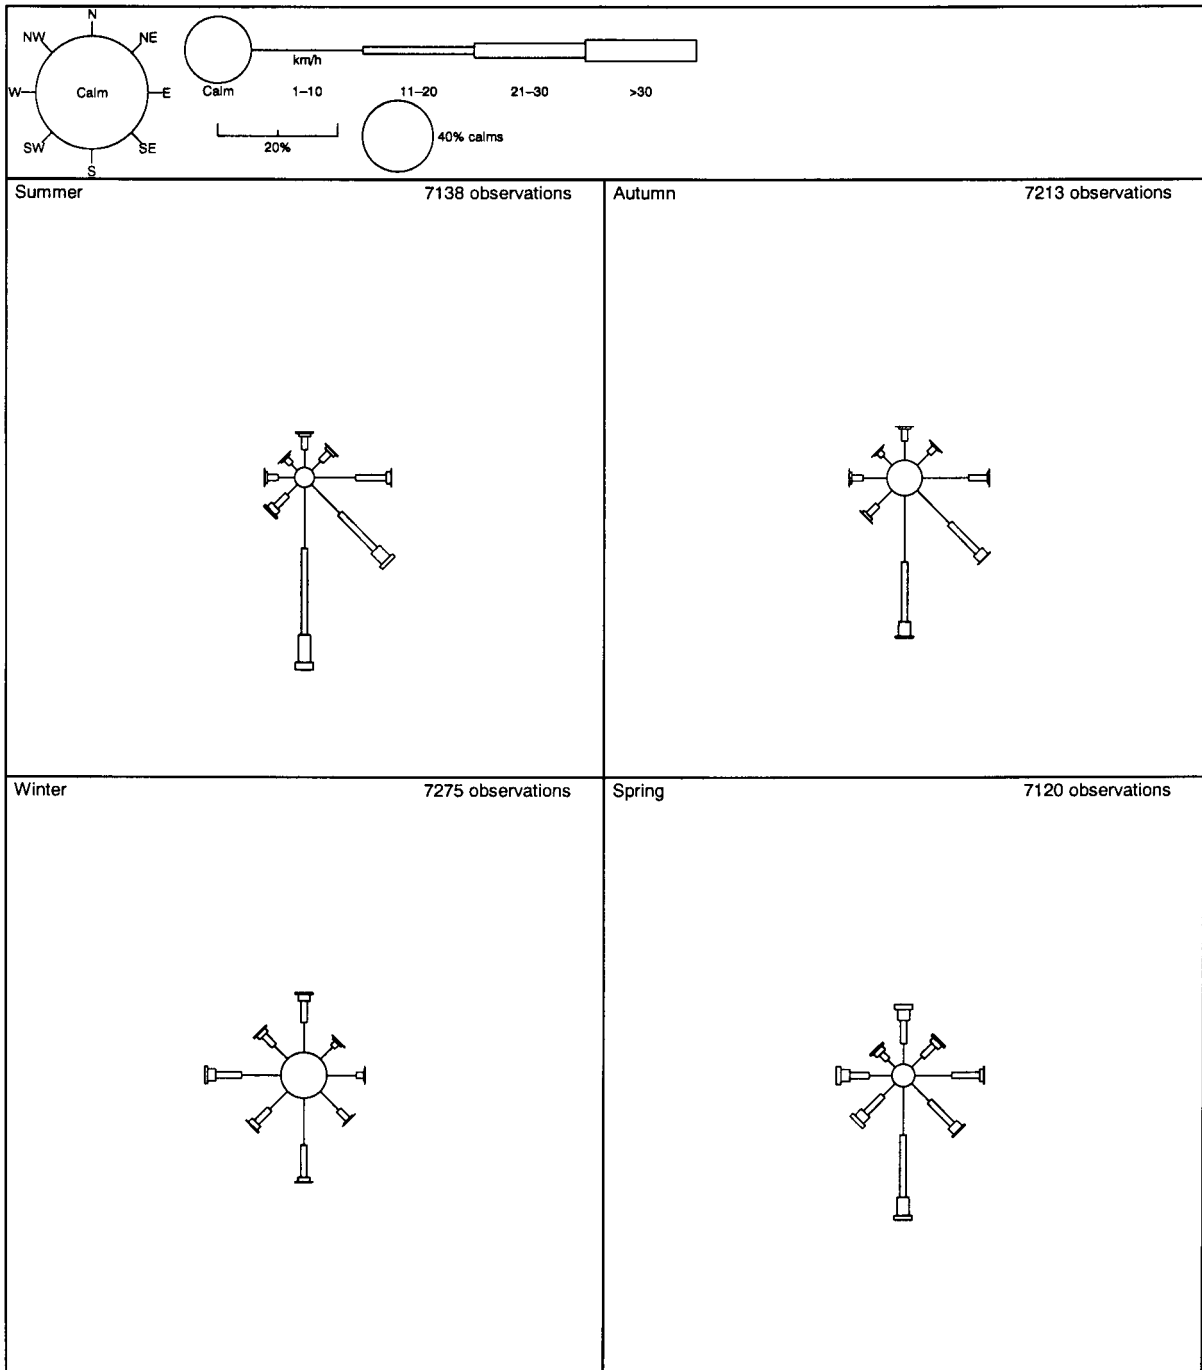 N
NW NE
W Calm E
SW SE
S
km/h
Calm 1–10 11–20 21–30 >30
20%
40% calms
Summer 7138 observations
Autumn 7213 observations
Winter 7275 observations
Spring 7120 observations